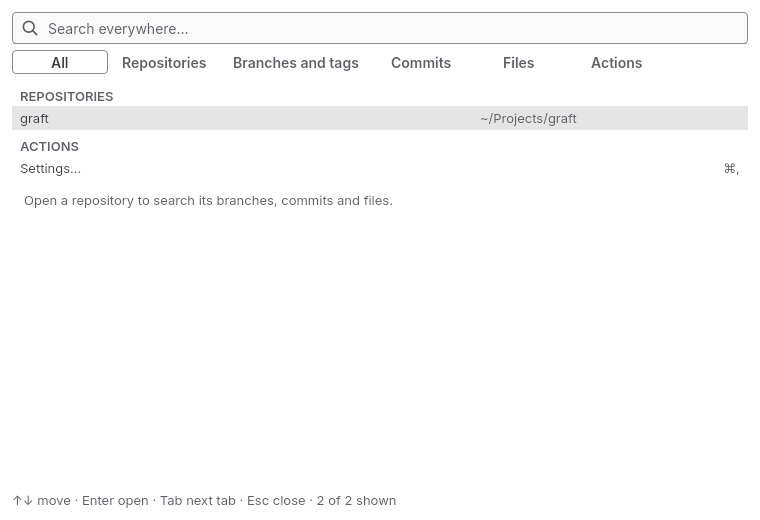 Search everywhere...
All Repositories Branches and tags Commits Files Actions
REPOSITORIES
graft ~/Projects/graft
ACTIONS
Settings... ⌘,
Open a repository to search its branches, commits and files.
↑↓ move · Enter open · Tab next tab · Esc close · 2 of 2 shown